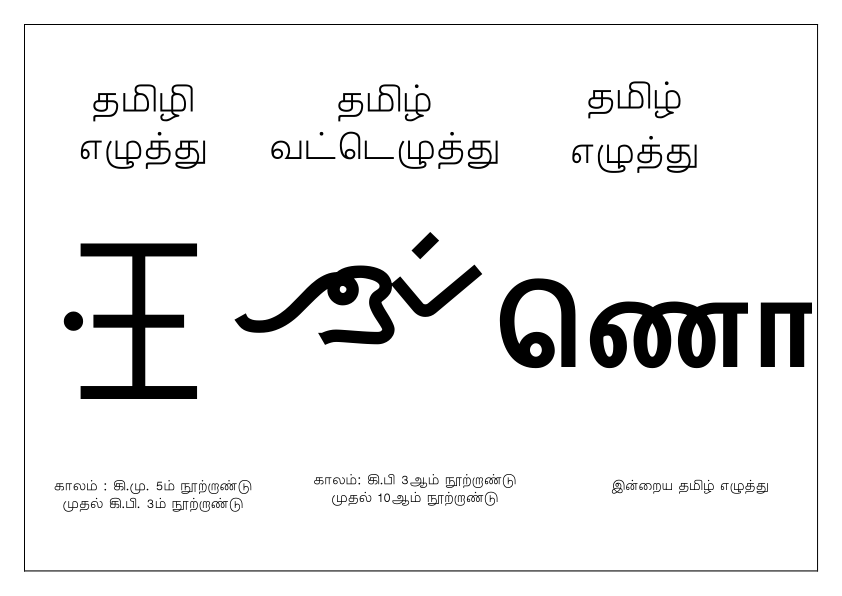 தமிழி
எழுத்து
தமிழ்
வட்டெழுத்து
தமிழ்
எழுத்து
ணொ
காலம் : கி.மு. 5ம் நூற்றாண்டு
முதல் கி.பி. 3ம் நூற்றாண்டு
காலம்: கி.பி 3ஆம் நூற்றாண்டு
முதல் 10ஆம் நூற்றாண்டு
இன்றைய தமிழ் எழுத்து